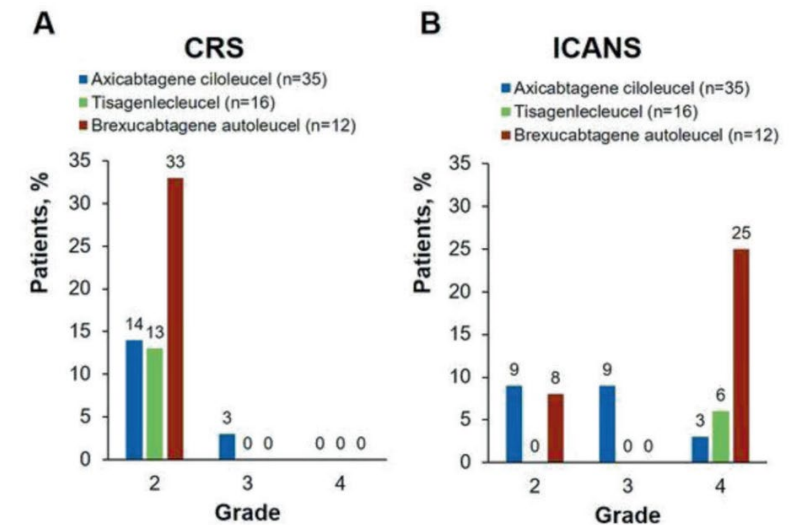 A
CRS
Axicabtagene ciloleucel (n=35)
Tisagenlecleucel (n=16)
Brexucabtagene autoleucel (n=12)
Patients, %
35
30
25
20
15
10
5
0
14
13
33
3
0
0
0
0
0
2
3
4
Grade
B
ICANS
Axicabtagene ciloleucel (n=35)
Tisagenlecleucel (n=16)
Brexucabtagene autoleucel (n=12)
Patients, %
35
30
25
20
15
10
5
0
9
0
8
9
0
0
3
6
25
2
3
4
Grade